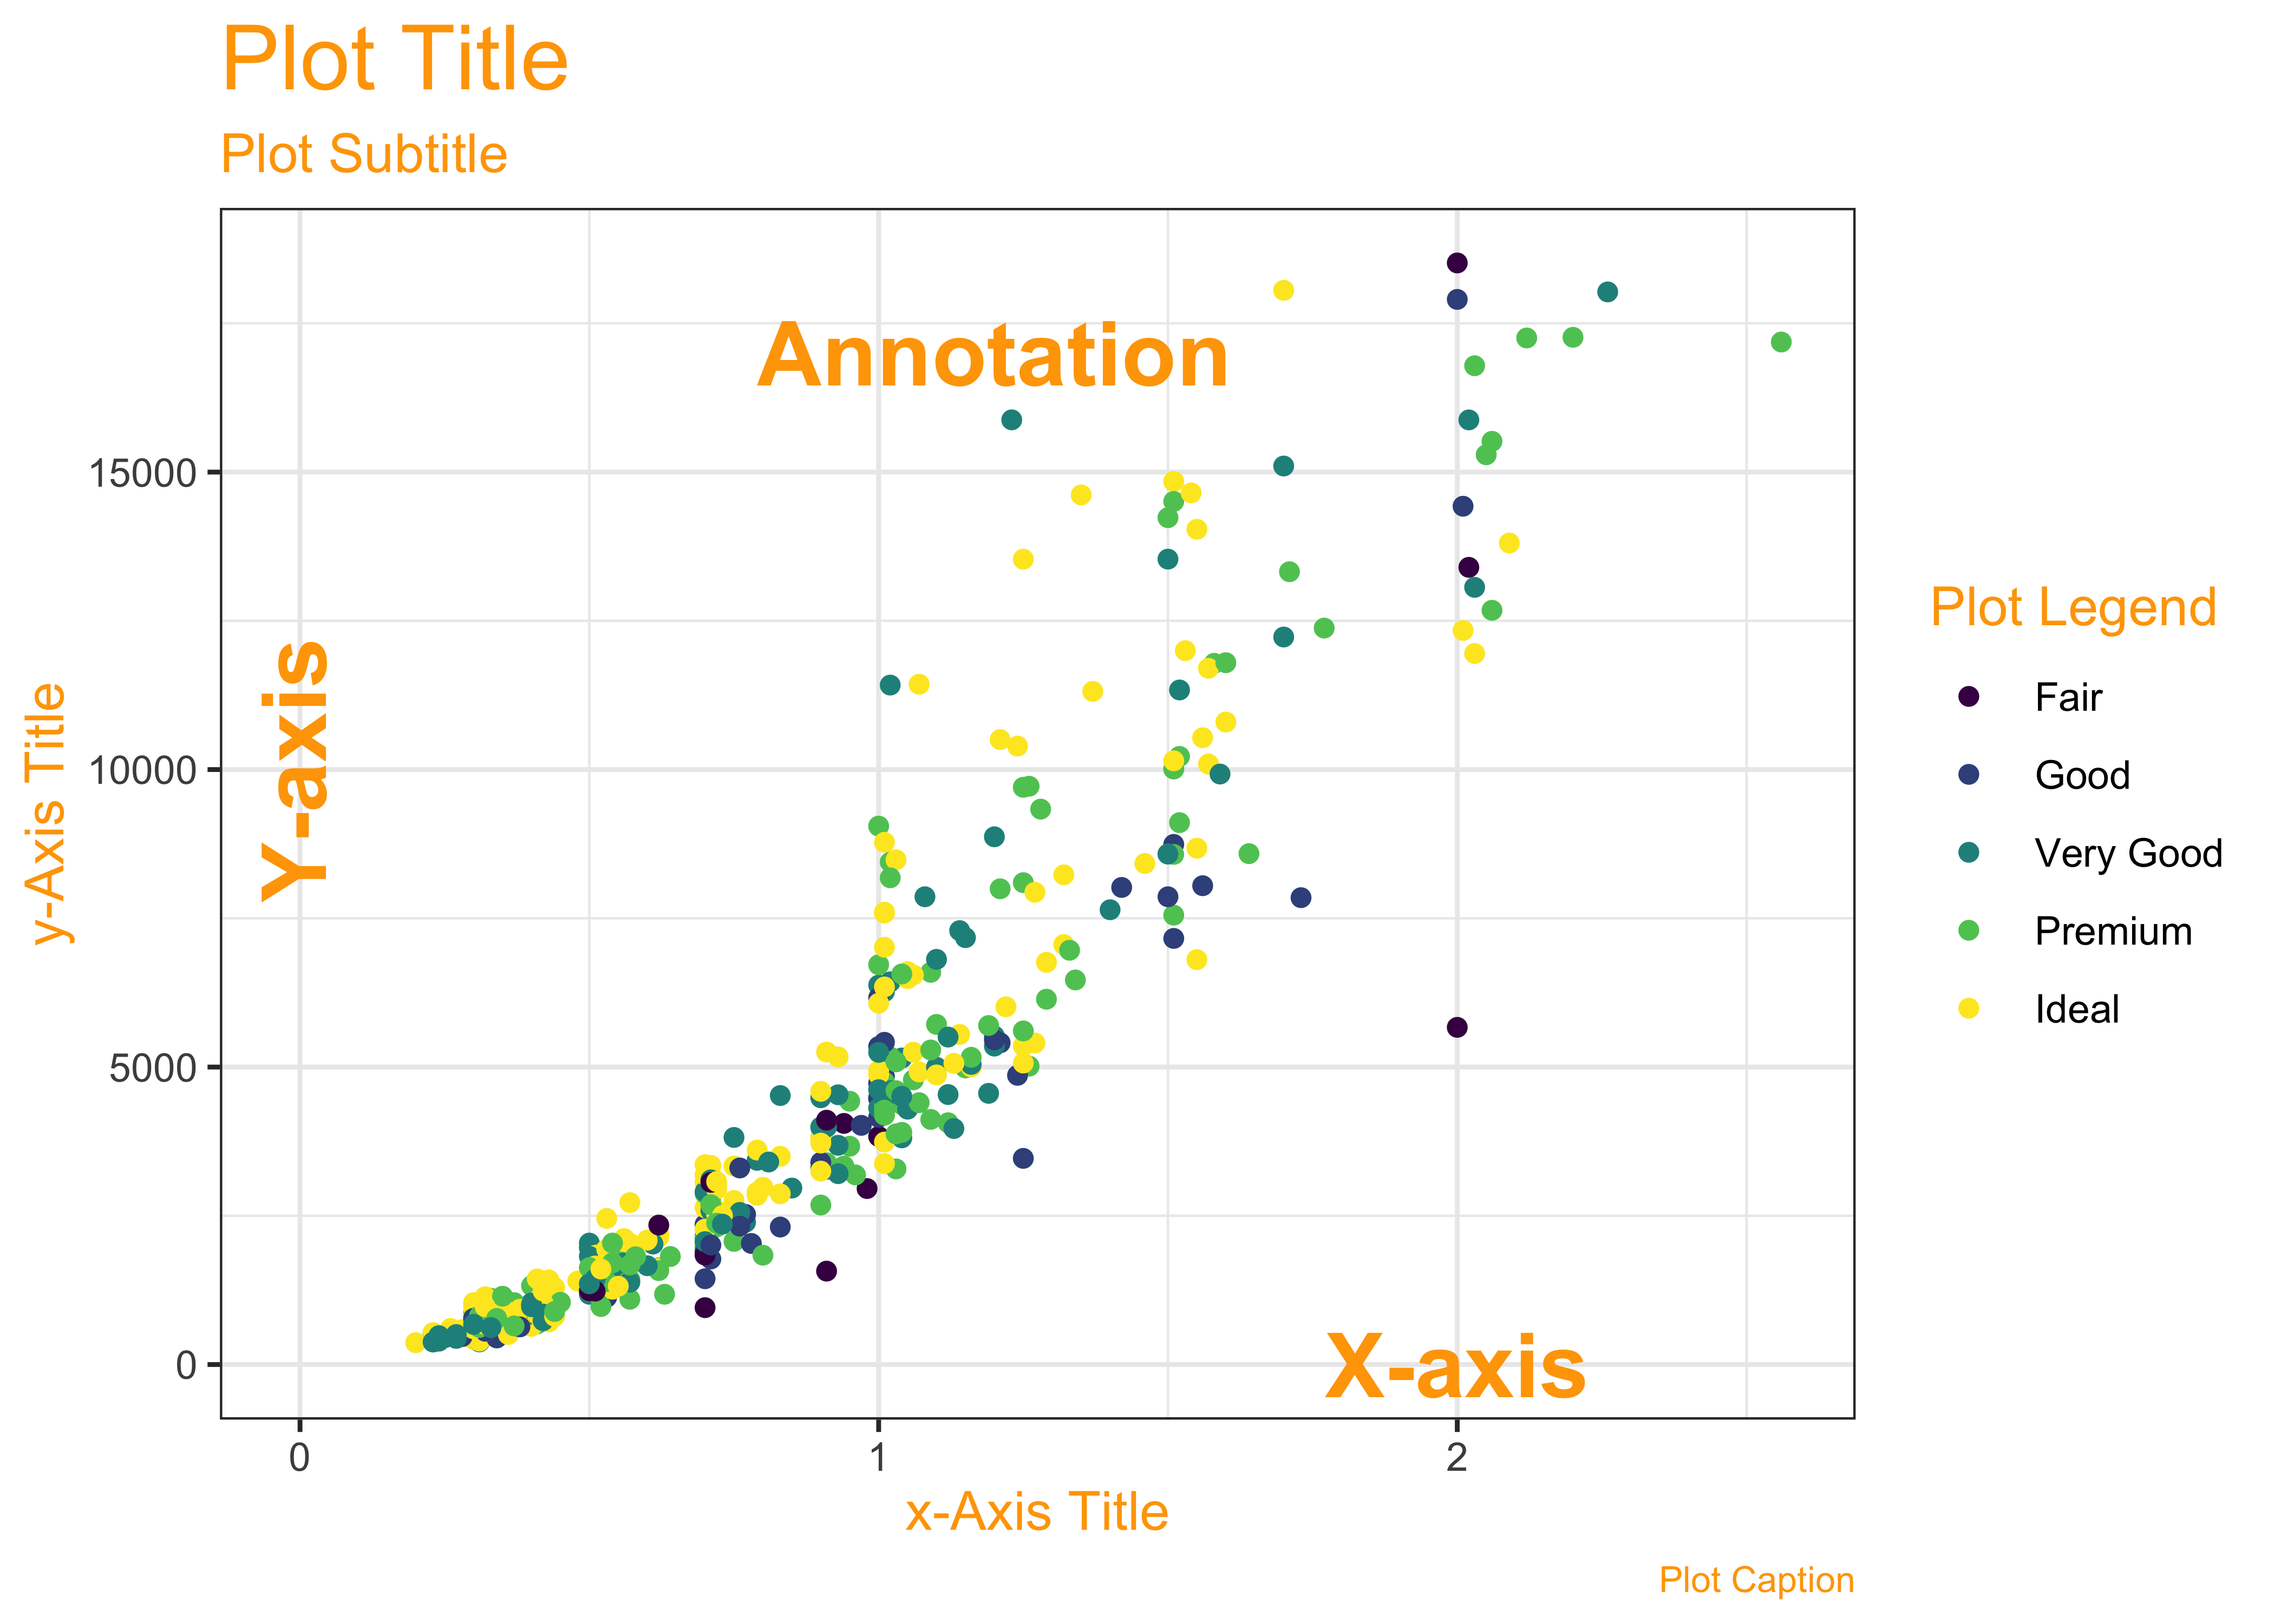 Plot Title
Plot Subtitle
Annotation
15000
10000
5000
0
Y-axis
y-Axis Title
X-axis
0 1 2
x-Axis Title
Plot Caption
Plot Legend
Fair
Good
Very Good
Premium
Ideal